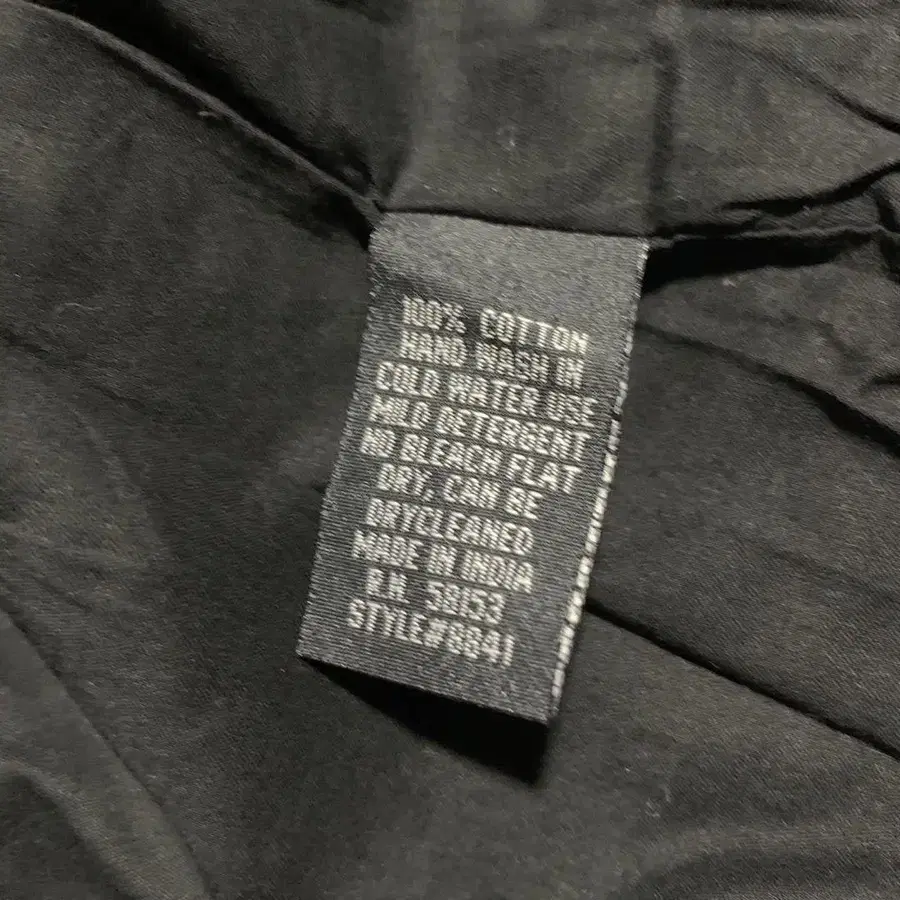 100% COTTON
HAND WASH IN
COLD WATER USE
MILD DETERGENT
NO BLEACH FLAT
DRY, CAN BE
DRYCLEANED
MADE IN INDIA
R.N. 58153
STYLE#8841